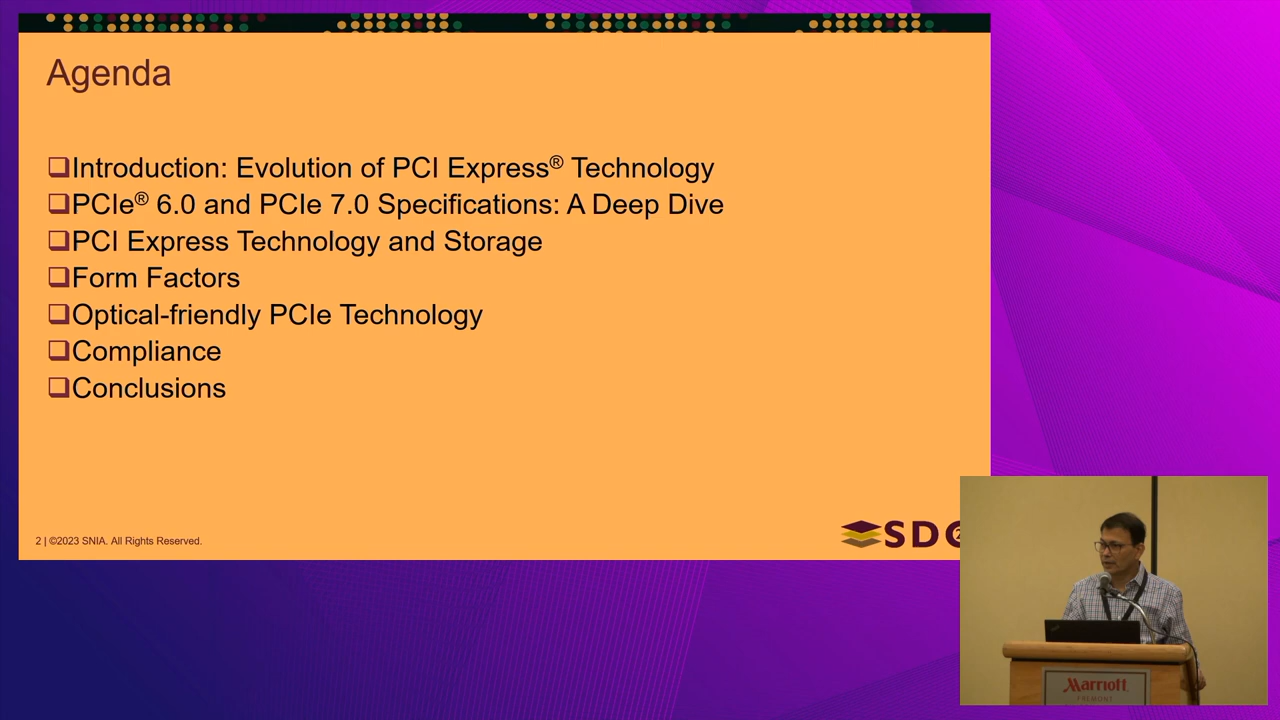 Agenda
❑Introduction: Evolution of PCI Express® Technology
❑PCIe® 6.0 and PCIe 7.0 Specifications: A Deep Dive
❑PCI Express Technology and Storage
❑Form Factors
❑Optical-friendly PCIe Technology
❑Compliance
❑Conclusions
2 | ©2023 SNIA. All Rights Reserved.
SDC
Marriott
FREMONT